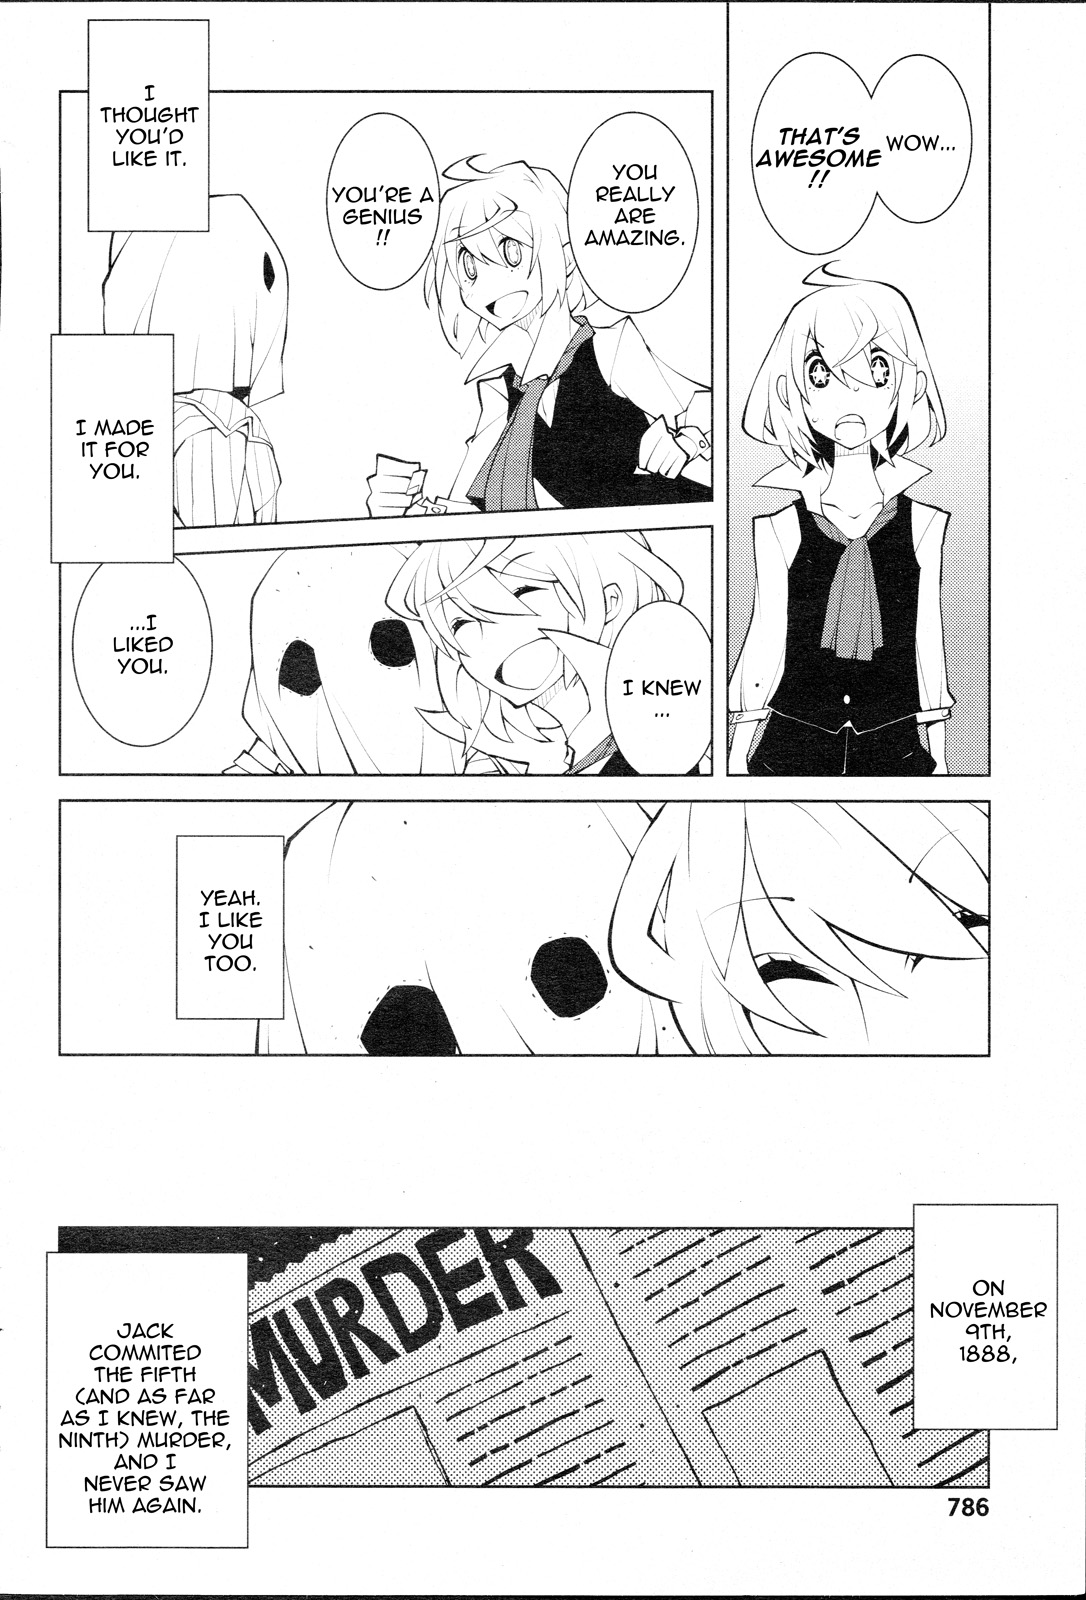 WOW...
THAT'S
AWESOME
!!
YOU
REALLY
ARE
AMAZING.
YOU'RE A
GENIUS
!!
I
THOUGHT
YOU'D
LIKE IT.
I MADE
IT FOR
YOU.
I KNEW
...
...I
LIKED
YOU.
YEAH.
I LIKE
YOU
TOO.
ON
NOVEMBER
9TH,
1888,
MURDER
JACK
COMMITED
THE FIFTH
(AND AS FAR
AS I KNEW, THE
NINTH) MURDER,
AND I
NEVER SAW
HIM AGAIN.
786